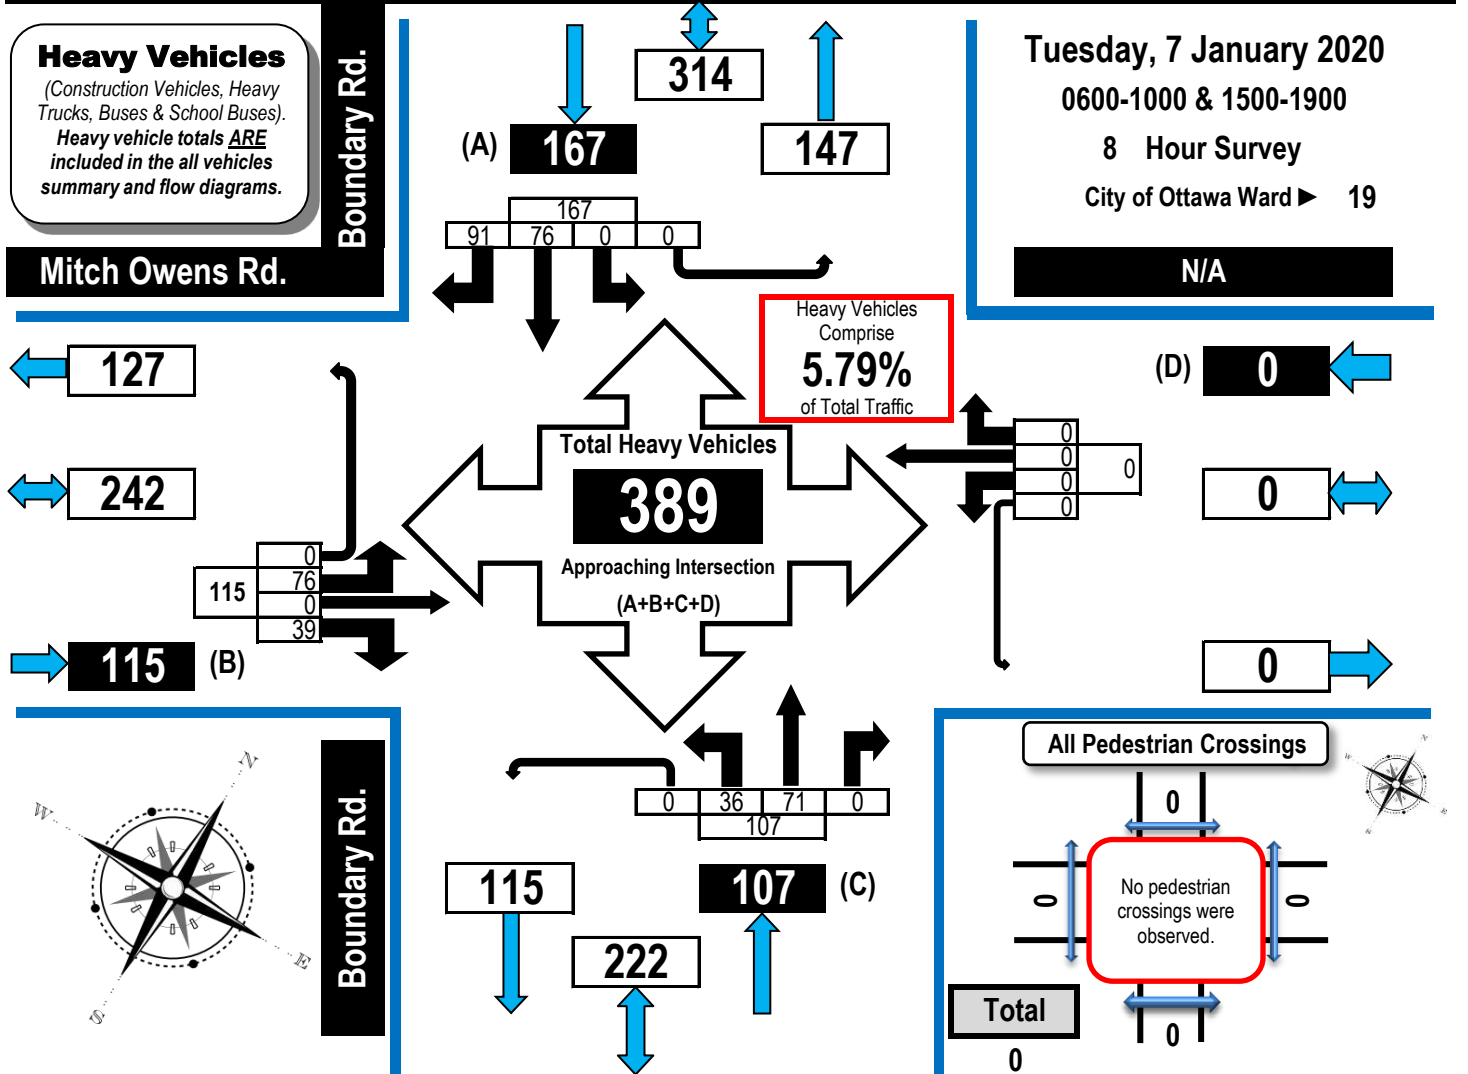 Heavy Vehicles
(Construction Vehicles, Heavy
Trucks, Buses & School Buses).
Heavy vehicle totals ARE
included in the all vehicles
summary and flow diagrams.
Boundary Rd.
Mitch Owens Rd.
314
(A) 167
147
167
91 76 0 0
Tuesday, 7 January 2020
0600-1000 & 1500-1900
8 Hour Survey
City of Ottawa Ward ► 19
N/A
Heavy Vehicles
Comprise
5.79%
of Total Traffic
127
242
0
76
0
39
115
115 (B)
Total Heavy Vehicles
389
Approaching Intersection
(A+B+C+D)
(D) 0
0
0
0
0
0
0
0
0 36 71 0
107
115
107 (C)
222
Boundary Rd.
N
W
E
S
All Pedestrian Crossings
0
0
No pedestrian
crossings were
observed.
0
0
Total
0
N
W
E
S